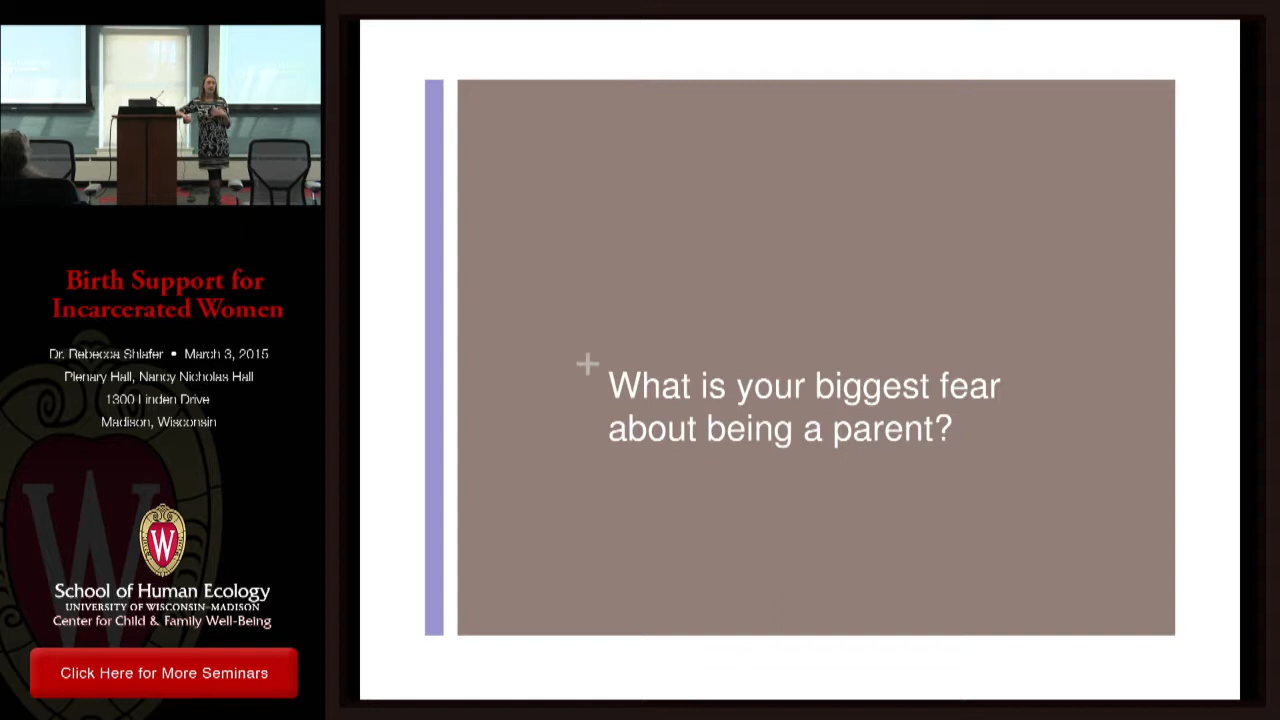 Birth Support for
Incarcerated Women
Dr. Rebecca Shlafer • March 3, 2015
Plenary Hall, Nancy Nicholas Hall
1300 Linden Drive
Madison, Wisconsin
W
School of Human Ecology
UNIVERSITY OF WISCONSIN–MADISON
Center for Child & Family Well-Being
Click Here for More Seminars
+
What is your biggest fear
about being a parent?